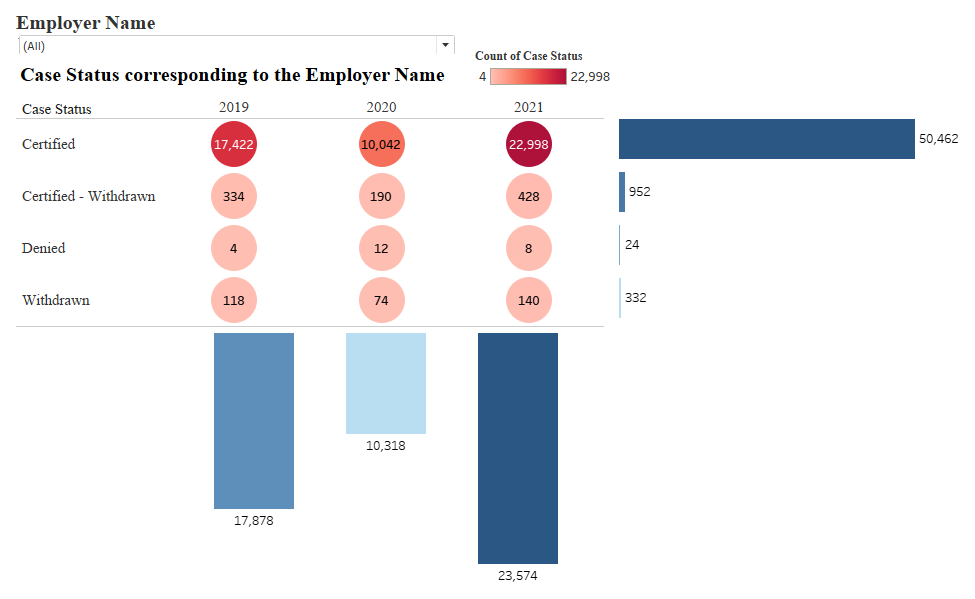 Employer Name
(All)
Count of Case Status
4 22,998
Case Status corresponding to the Employer Name
Case Status 2019 2020 2021
Certified 17,422 10,042 22,998 50,462
Certified - Withdrawn 334 190 428 952
Denied 4 12 8 24
Withdrawn 118 74 140 332
10,318
17,878
23,574